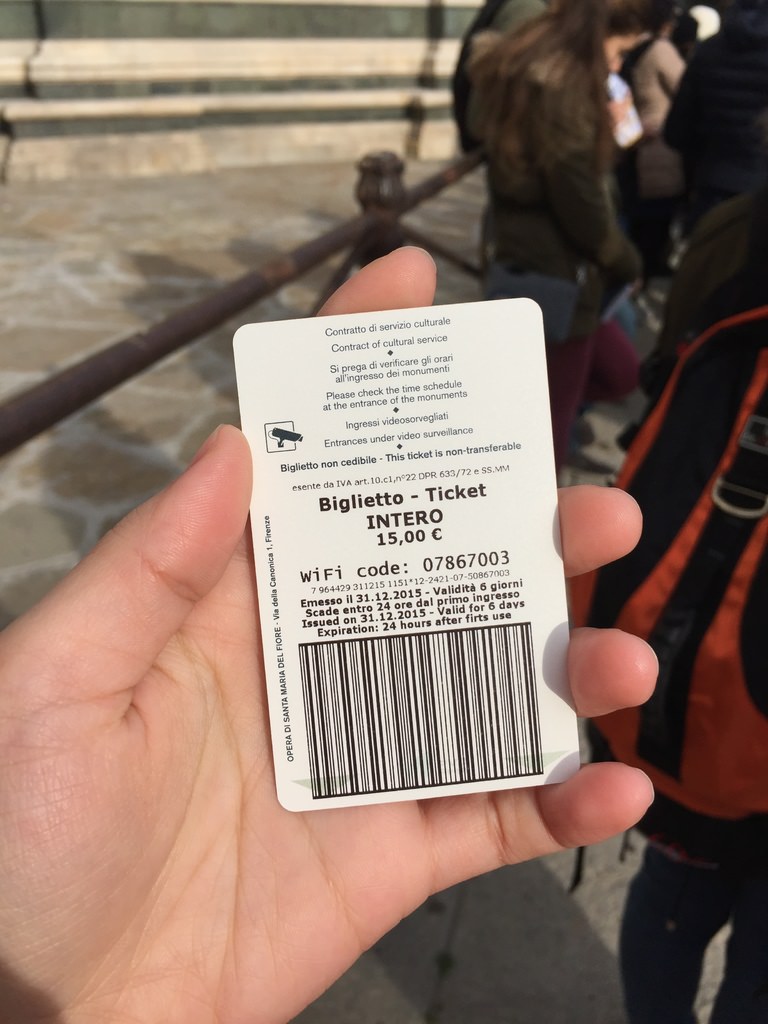 Contratto di servizio culturale
Contract of cultural service
Si prega di verificare gli orari
all'ingresso dei monumenti
Please check the time schedule
at the entrance of the monuments
Ingressi videosorvegliati
Entrances under video surveillance
Biglietto non cedibile - This ticket is non-transferable
esente da IVA art.10.c1,n°22 DPR 633/72 e SS.MM
Biglietto - Ticket
INTERO
15,00 €
WiFi code: 07867003
7 964429 311215 1151*12-2421-07-50867003
Emesso il 31.12.2015 - Validità 6 giorni
Scade entro 24 ore dal primo ingresso
Issued on 31.12.2015 - Valid for 6 days
Expiration: 24 hours after firts use
OPERA DI SANTA MARIA DEL FIORE - Via della Canonica 1, Firenze